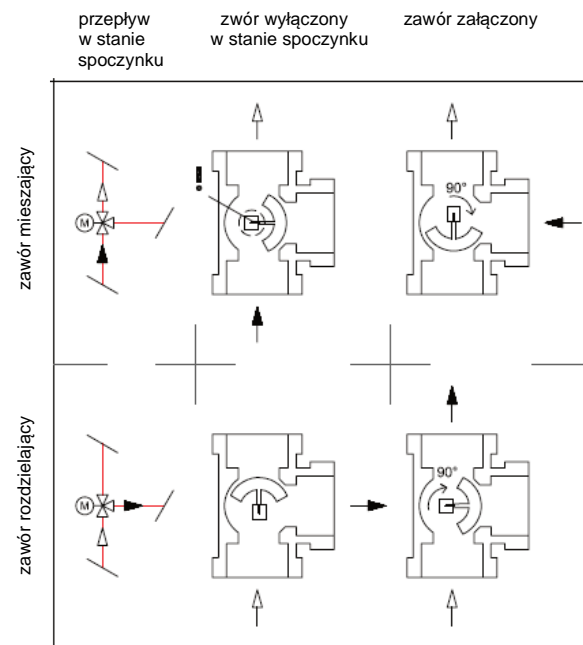 przepływ
w stanie
spoczynku
zwór wyłączony
w stanie spoczynku
zawór załączony
zawór mieszający
M
!
90°
zawór rozdzielający
M
90°